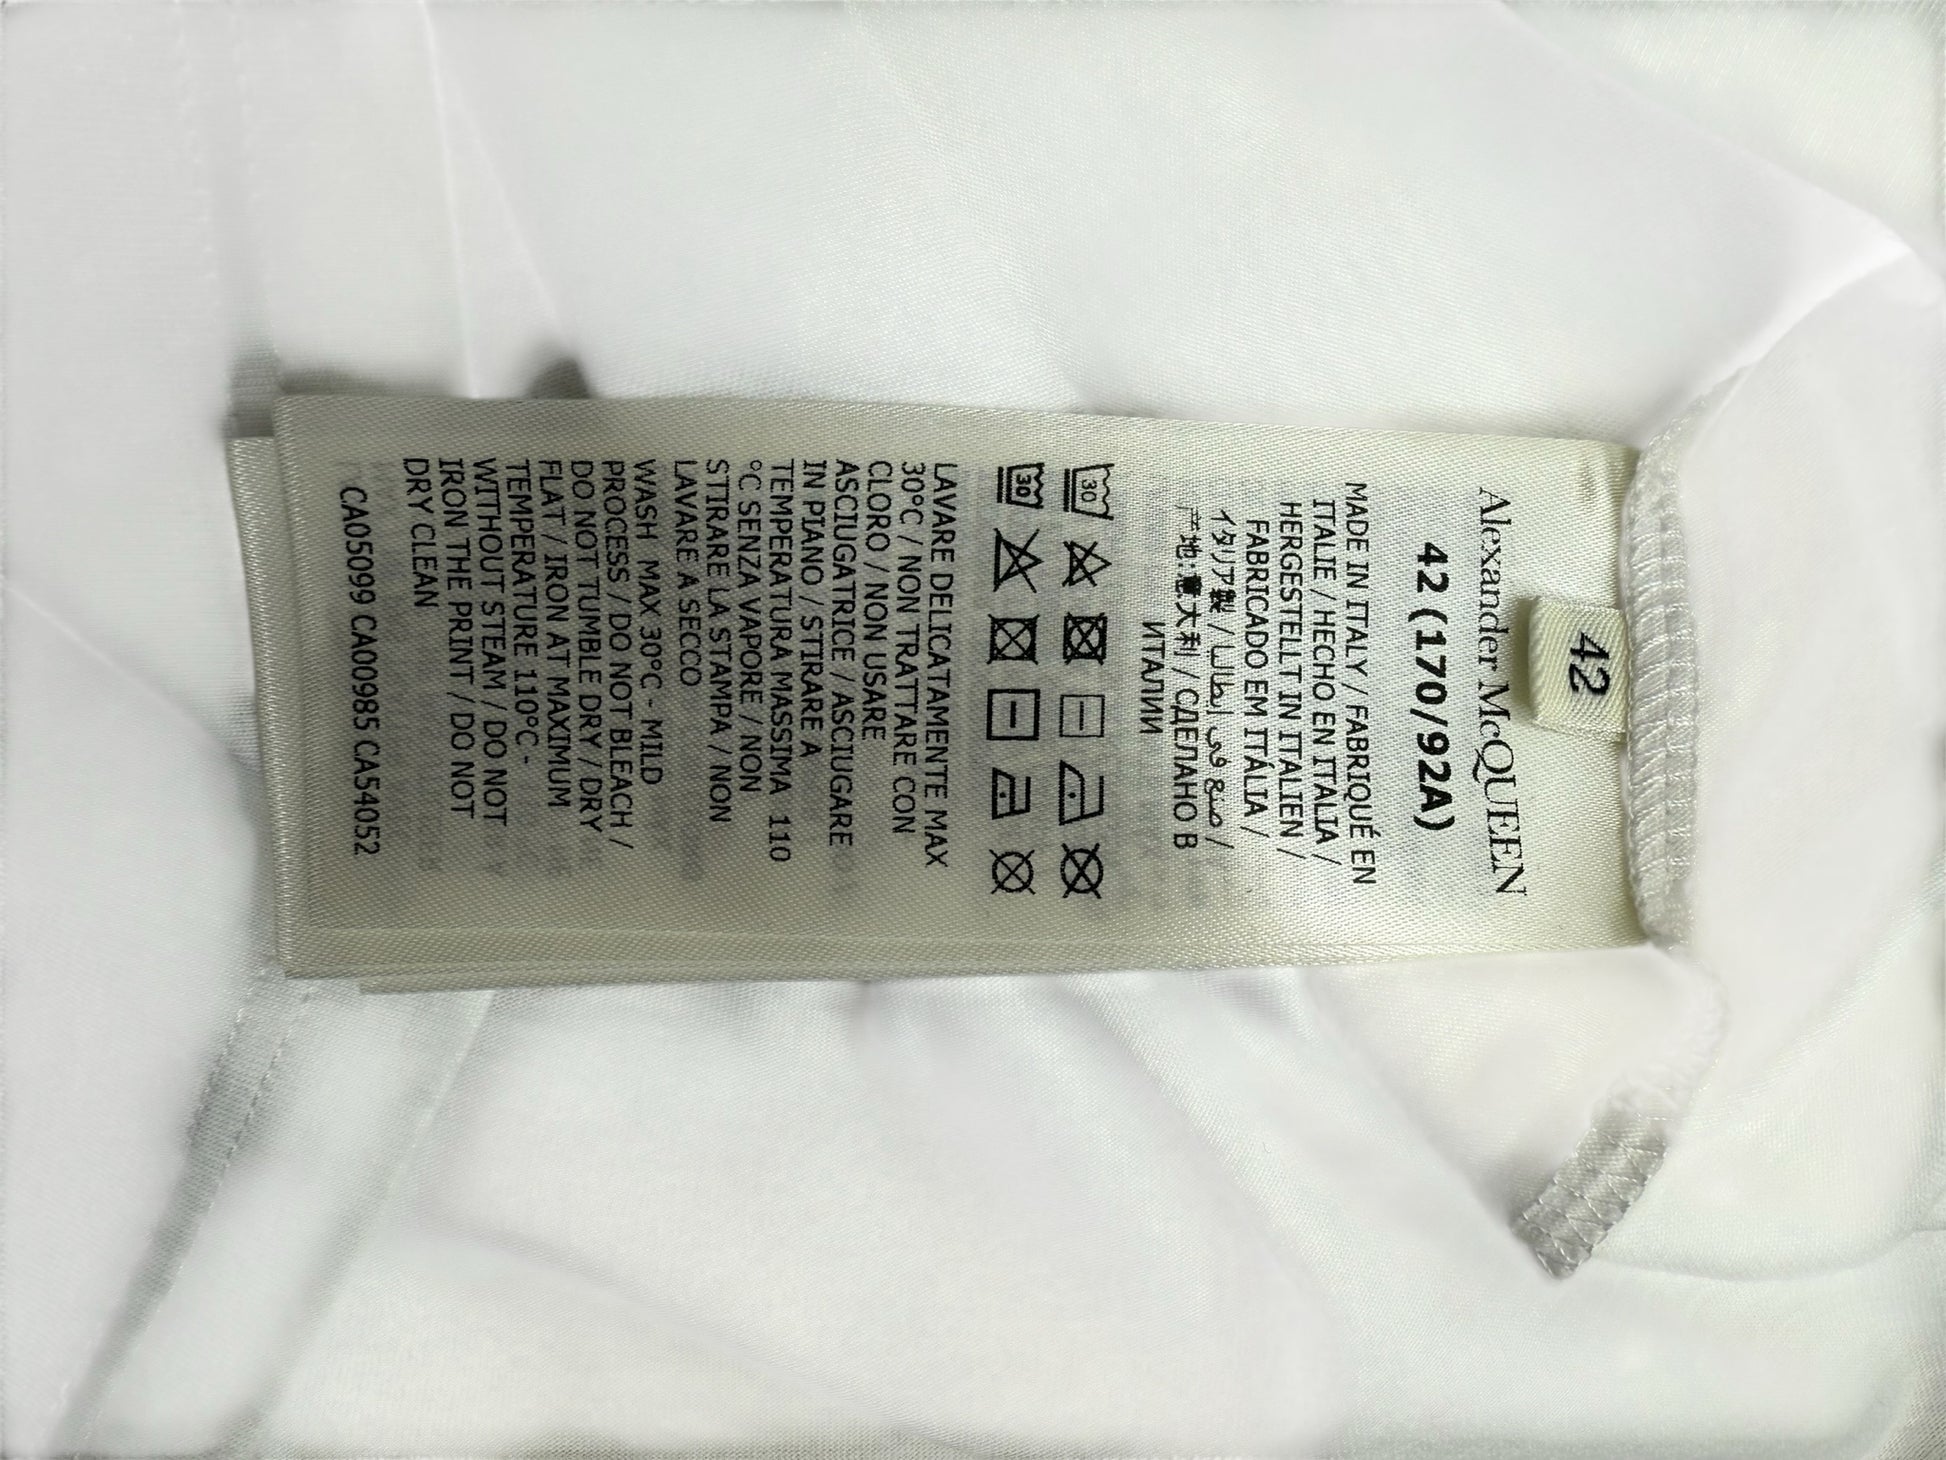 42
Alexander McQUEEN
42 (170/92A)
MADE IN ITALY / FABRIQUÉ EN
ITALIE / HECHO EN ITALIA /
HERGESTELLT IN ITALIEN /
FABRICADO EM ITÁLIA /
イタリア製 / صنع في إيطاليا /
产地:意大利 / СДЕЛАНО В
ИТАЛИИ
30
30
LAVARE DELICATAMENTE MAX
30°C / NON TRATTARE CON
CLORO / NON USARE
ASCIUGATRICE / ASCIUGARE
IN PIANO / STIRARE A
TEMPERATURA MASSIMA 110
°C SENZA VAPORE / NON
STIRARE LA STAMPA / NON
LAVARE A SECCO
WASH MAX 30°C - MILD
PROCESS / DO NOT BLEACH /
DO NOT TUMBLE DRY / DRY
FLAT / IRON AT MAXIMUM
TEMPERATURE 110°C -
WITHOUT STEAM / DO NOT
IRON THE PRINT / DO NOT
DRY CLEAN
CA05099 CA00985 CA54052